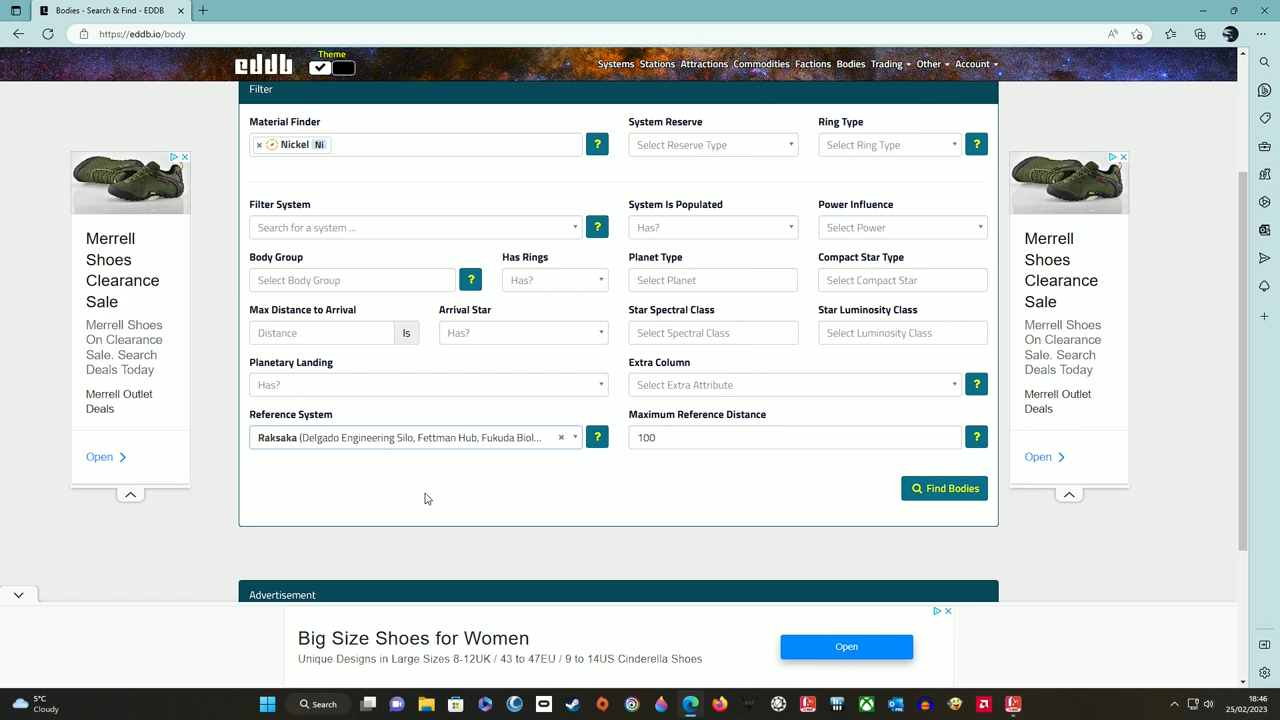 Bodies - Search & Find - EDDB
https://eddb.io/body
eddb
Theme
Systems Stations Attractions Commodities Factions Bodies Trading Other Account
Filter
Material Finder
System Reserve
Ring Type
× Nickel Ni
?
Select Reserve Type
Select Ring Type
?
Filter System
System Is Populated
Power Influence
Search for a system ...
?
Has?
Select Power
Body Group
Has Rings
Planet Type
Compact Star Type
Select Body Group
?
Has?
Select Planet
Select Compact Star
Max Distance to Arrival
Arrival Star
Star Spectral Class
Star Luminosity Class
Distance
ls
Has?
Select Spectral Class
Select Luminosity Class
Planetary Landing
Extra Column
Has?
Select Extra Attribute
?
Reference System
Maximum Reference Distance
Raksaka (Delgado Engineering Silo, Fettman Hub, Fukuda Biol...
?
100
?
Find Bodies
Merrell
Shoes
Clearance
Sale
Merrell Shoes
On Clearance
Sale. Search
Deals Today
Merrell Outlet
Deals
Open
Merrell
Shoes
Clearance
Sale
Merrell Shoes
On Clearance
Sale. Search
Deals Today
Merrell Outlet
Deals
Open
Advertisement
Big Size Shoes for Women
Unique Designs in Large Sizes 8-12UK / 43 to 47EU / 9 to 14US Cinderella Shoes
Open
5°C
Cloudy
Search
18:46
25/02/2023